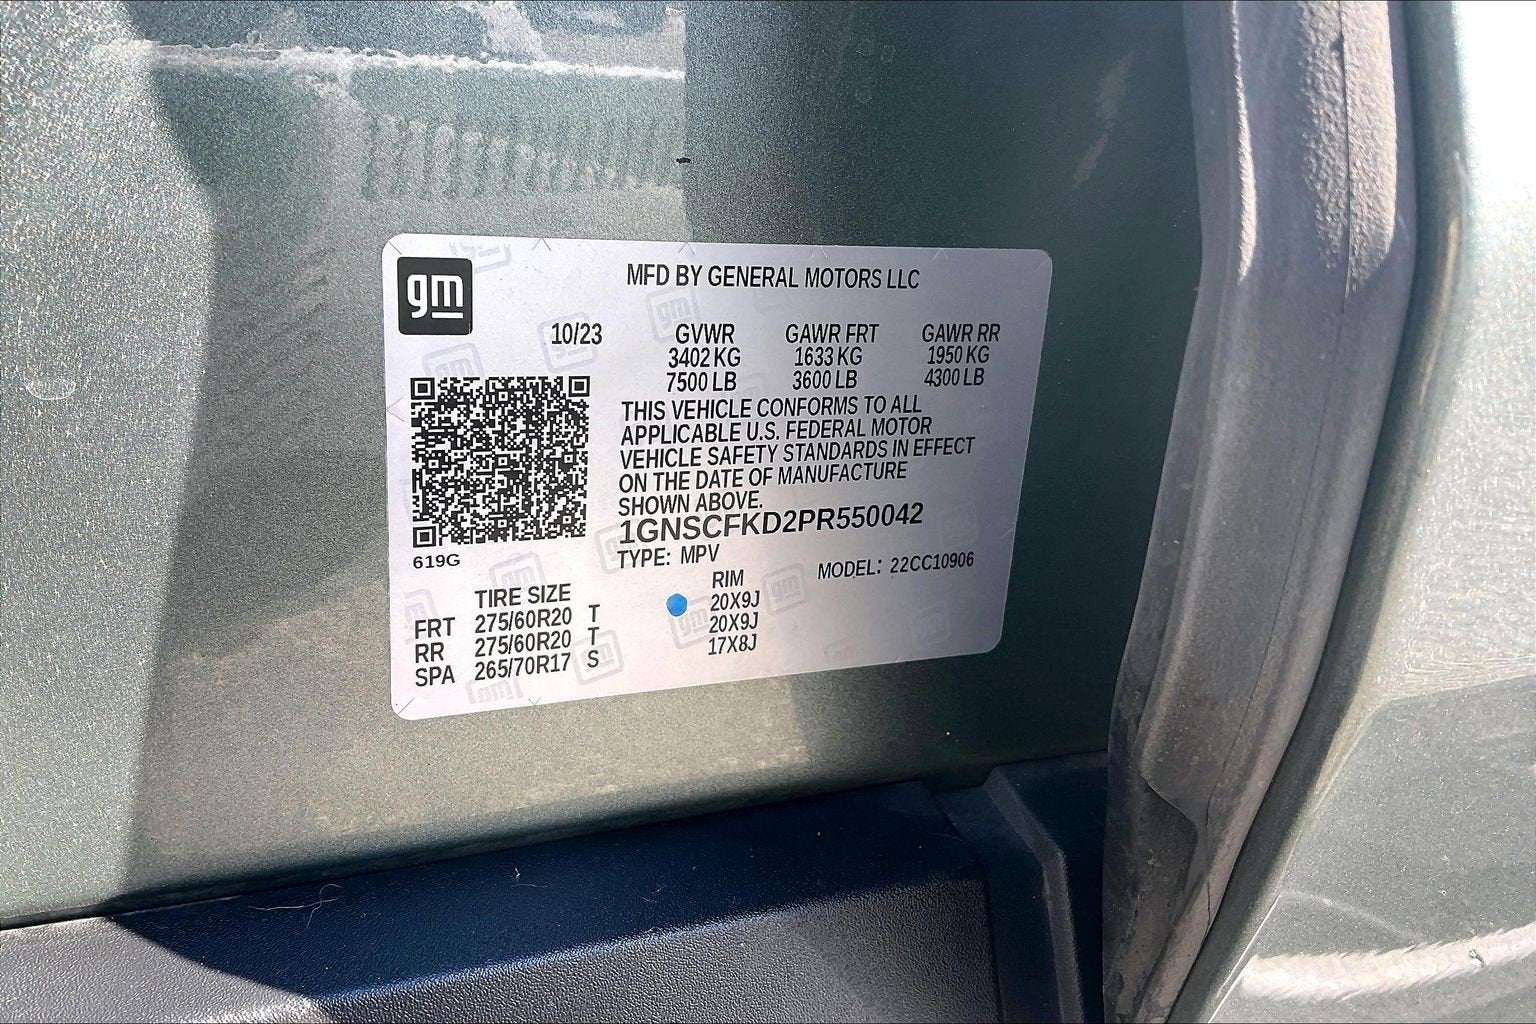 gm
MFD BY GENERAL MOTORS LLC
10/23 GVWR GAWR FRT GAWR RR
3402 KG 1633 KG 1950 KG
7500 LB 3600 LB 4300 LB
THIS VEHICLE CONFORMS TO ALL
APPLICABLE U.S. FEDERAL MOTOR
VEHICLE SAFETY STANDARDS IN EFFECT
ON THE DATE OF MANUFACTURE
SHOWN ABOVE.
1GNSCFKD2PR550042
619G
TYPE: MPV MODEL: 22CC10906
TIRE SIZE RIM
FRT 275/60R20 T 20X9J
RR 275/60R20 T 20X9J
SPA 265/70R17 S 17X8J